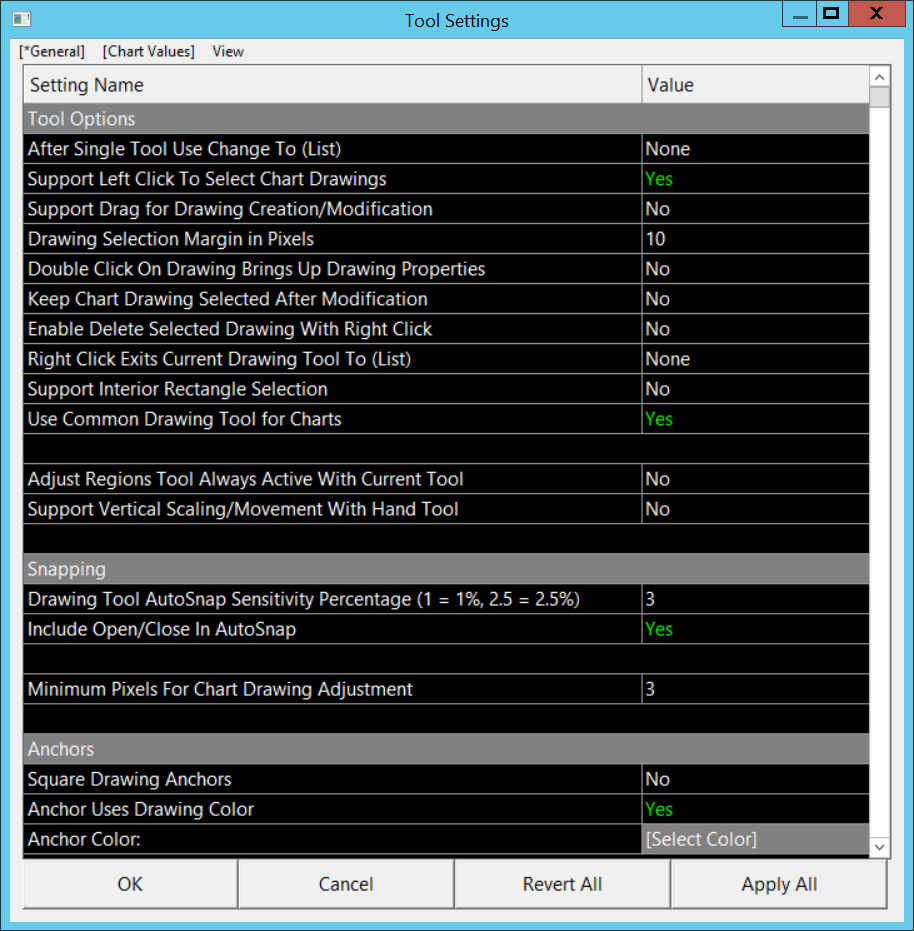 Tool Settings
[*General] [Chart Values] View
Setting Name Value
Tool Options
After Single Tool Use Change To (List) None
Support Left Click To Select Chart Drawings Yes
Support Drag for Drawing Creation/Modification No
Drawing Selection Margin in Pixels 10
Double Click On Drawing Brings Up Drawing Properties No
Keep Chart Drawing Selected After Modification No
Enable Delete Selected Drawing With Right Click No
Right Click Exits Current Drawing Tool To (List) None
Support Interior Rectangle Selection No
Use Common Drawing Tool for Charts Yes
Adjust Regions Tool Always Active With Current Tool No
Support Vertical Scaling/Movement With Hand Tool No
Snapping
Drawing Tool AutoSnap Sensitivity Percentage (1 = 1%, 2.5 = 2.5%) 3
Include Open/Close In AutoSnap Yes
Minimum Pixels For Chart Drawing Adjustment 3
Anchors
Square Drawing Anchors No
Anchor Uses Drawing Color Yes
Anchor Color: [Select Color]
OK Cancel Revert All Apply All